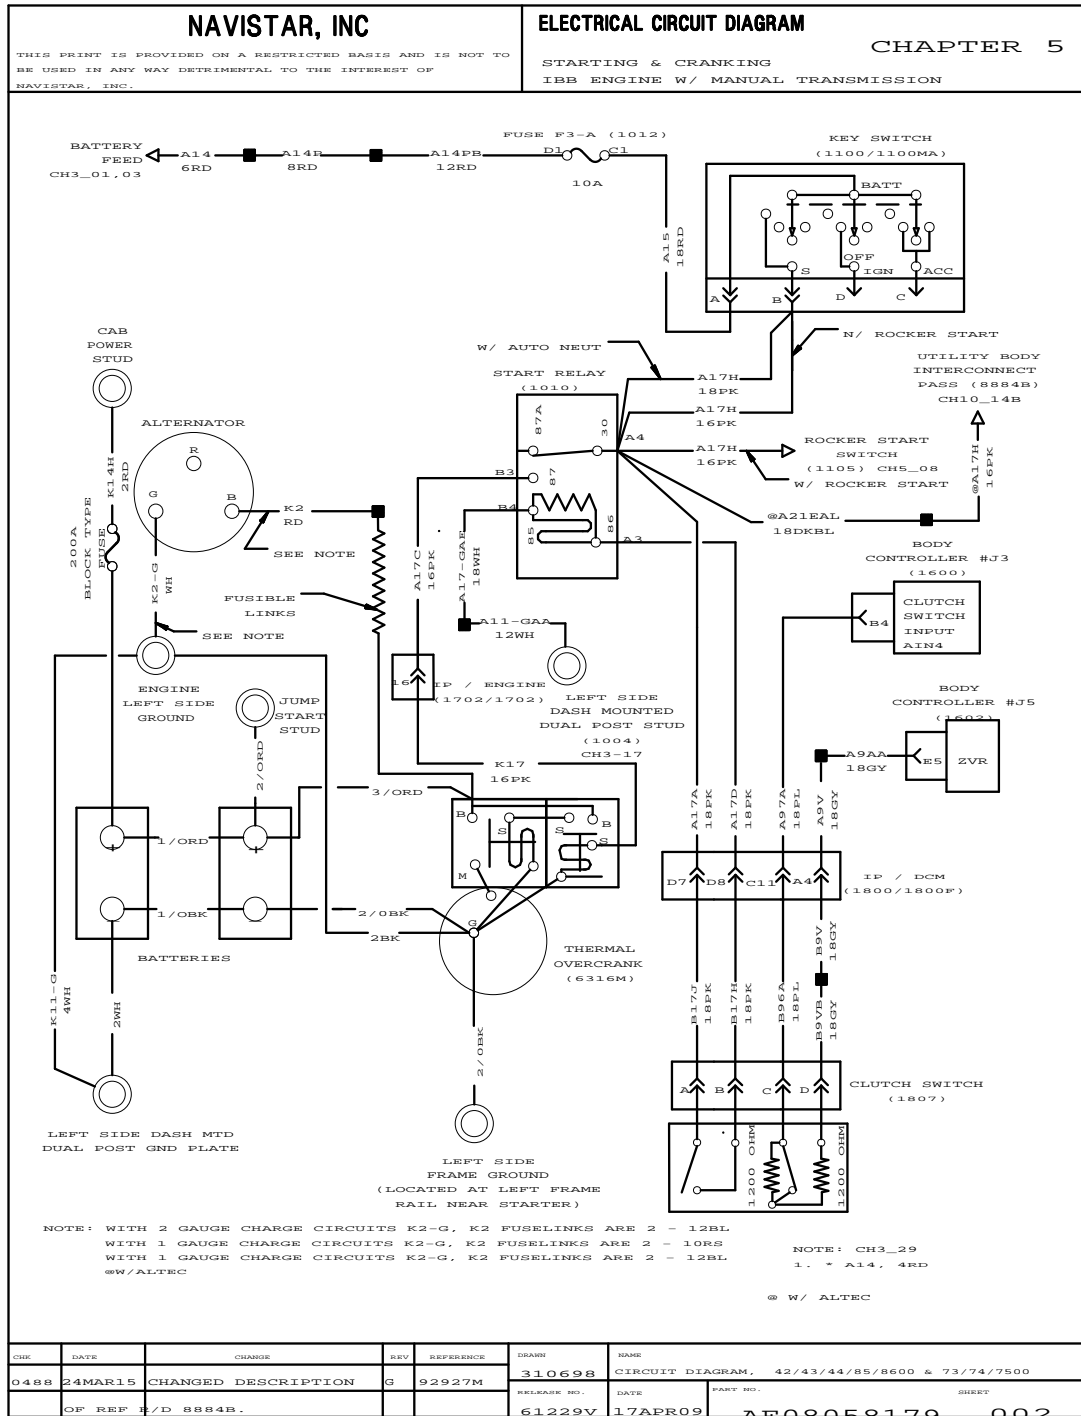 NAVISTAR, INC
THIS PRINT IS PROVIDED ON A RESTRICTED BASIS AND IS NOT TO
BE USED IN ANY WAY DETRIMENTAL TO THE INTEREST OF
NAVISTAR, INC.
ELECTRICAL CIRCUIT DIAGRAM
CHAPTER 5
STARTING & CRANKING
IBB ENGINE W/ MANUAL TRANSMISSION
BATTERY
FEED
CH3_01,03
A14
6RD
A14B
8RD
A14PB
12RD
FUSE F3-A (1012)
D1 C1
10A
A15
18RD
KEY SWITCH
(1100/1100MA)
BATT
OFF
S IGN ACC
A B D C
N/ ROCKER START
W/ AUTO NEUT
START RELAY
(1010)
87A
30
87
85
86
A4
B3
B4
A3
A17H
18PK
A17H
16PK
A17H
16PK
ROCKER START
SWITCH
(1105) CH5_08
W/ ROCKER START
UTILITY BODY
INTERCONNECT
PASS (8884B)
CH10_14B
@A17H
16PK
@A21EAL
18DKBL
CAB
POWER
STUD
K14H
2RD
200A
BLOCK TYPE
FUSE
ALTERNATOR
R
G
B
K2
RD
SEE NOTE
K2-G
WH
SEE NOTE
FUSIBLE
LINKS
A17C
16PK
A17-GAE
18WH
A11-GAA
12WH
16
IP / ENGINE
(1702/1702)
LEFT SIDE
DASH MOUNTED
DUAL POST STUD
(1004)
CH3-17
BODY
CONTROLLER #J3
(1600)
B4
CLUTCH
SWITCH
INPUT
AIN4
BODY
CONTROLLER #J5
(1602)
E5
ZVR
A9AA
18GY
ENGINE
LEFT SIDE
GROUND
JUMP
START
STUD
2/ORD
K17
16PK
3/ORD
1/ORD
1/OBK
2/0BK
2BK
BATTERIES
+
+
-
-
B
S
S
B
S
M
G
THERMAL
OVERCRANK
(6316M)
K11-G
4WH
2WH
2/0BK
A17A
18PK
A17D
18PK
A97A
18PL
A9V
18GY
D7 D8 C11 A4
IP / DCM
(1800/1800F)
B9V
18GY
B17J
18PK
B17H
18PK
B96A
18PL
B9VB
18GY
A B C D
CLUTCH SWITCH
(1807)
1200 OHM
1200 OHM
LEFT SIDE DASH MTD
DUAL POST GND PLATE
LEFT SIDE
FRAME GROUND
(LOCATED AT LEFT FRAME
RAIL NEAR STARTER)
NOTE: WITH 2 GAUGE CHARGE CIRCUITS K2-G, K2 FUSELINKS ARE 2 - 12BL
WITH 1 GAUGE CHARGE CIRCUITS K2-G, K2 FUSELINKS ARE 2 - 10RS
WITH 1 GAUGE CHARGE CIRCUITS K2-G, K2 FUSELINKS ARE 2 - 12BL
@W/ALTEC
NOTE: CH3_29
1. * A14, 4RD
@ W/ ALTEC
CHK DATE CHANGE REV REFERENCE
0488 24MAR15 CHANGED DESCRIPTION G 92927M
OF REF R/D 8884B.
DRAWN
310698
NAME
CIRCUIT DIAGRAM, 42/43/44/85/8600 & 73/74/7500
RELEASE NO.
61229V
DATE
17APR09
PART NO.
AE08058179
SHEET
002